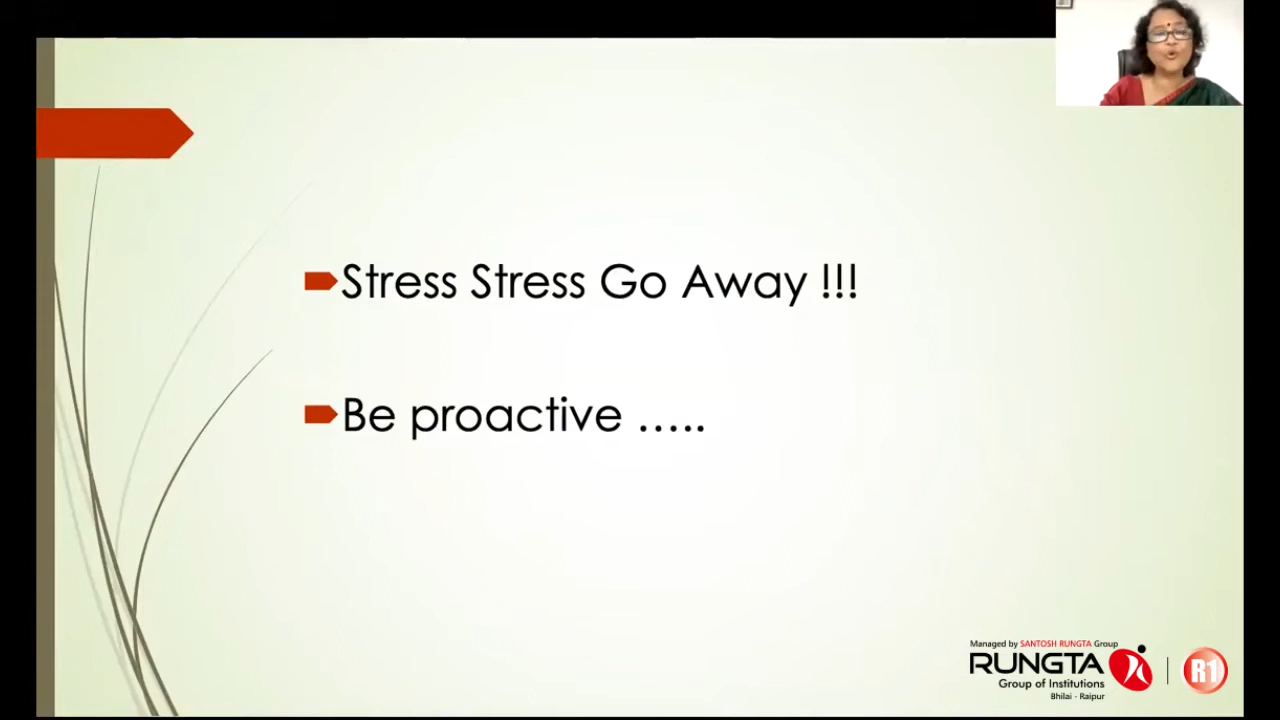 Stress Stress Go Away !!!
Be proactive .....
Managed by SANTOSH RUNGTA Group
RUNGTA
Group of Institutions
Bhilai - Raipur
R1